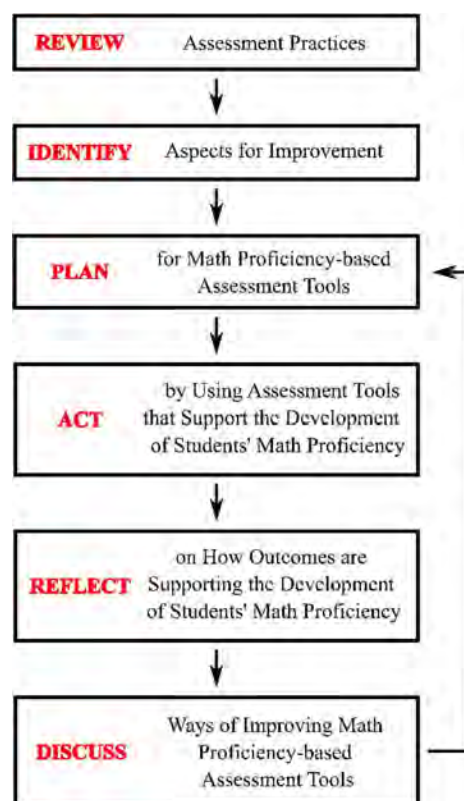 REVIEW Assessment Practices
IDENTIFY Aspects for Improvement
for Math Proficiency-based
PLAN
Assessment Tools
by Using Assessment Tools
ACT that Support the Development
of Students' Math Proficiency
on How Outcomes are
REFLECT Supporting the Development
of Students' Math Proficiency
Ways of Improving Math
DISCUSS Proficiency-based
Assessment Tools